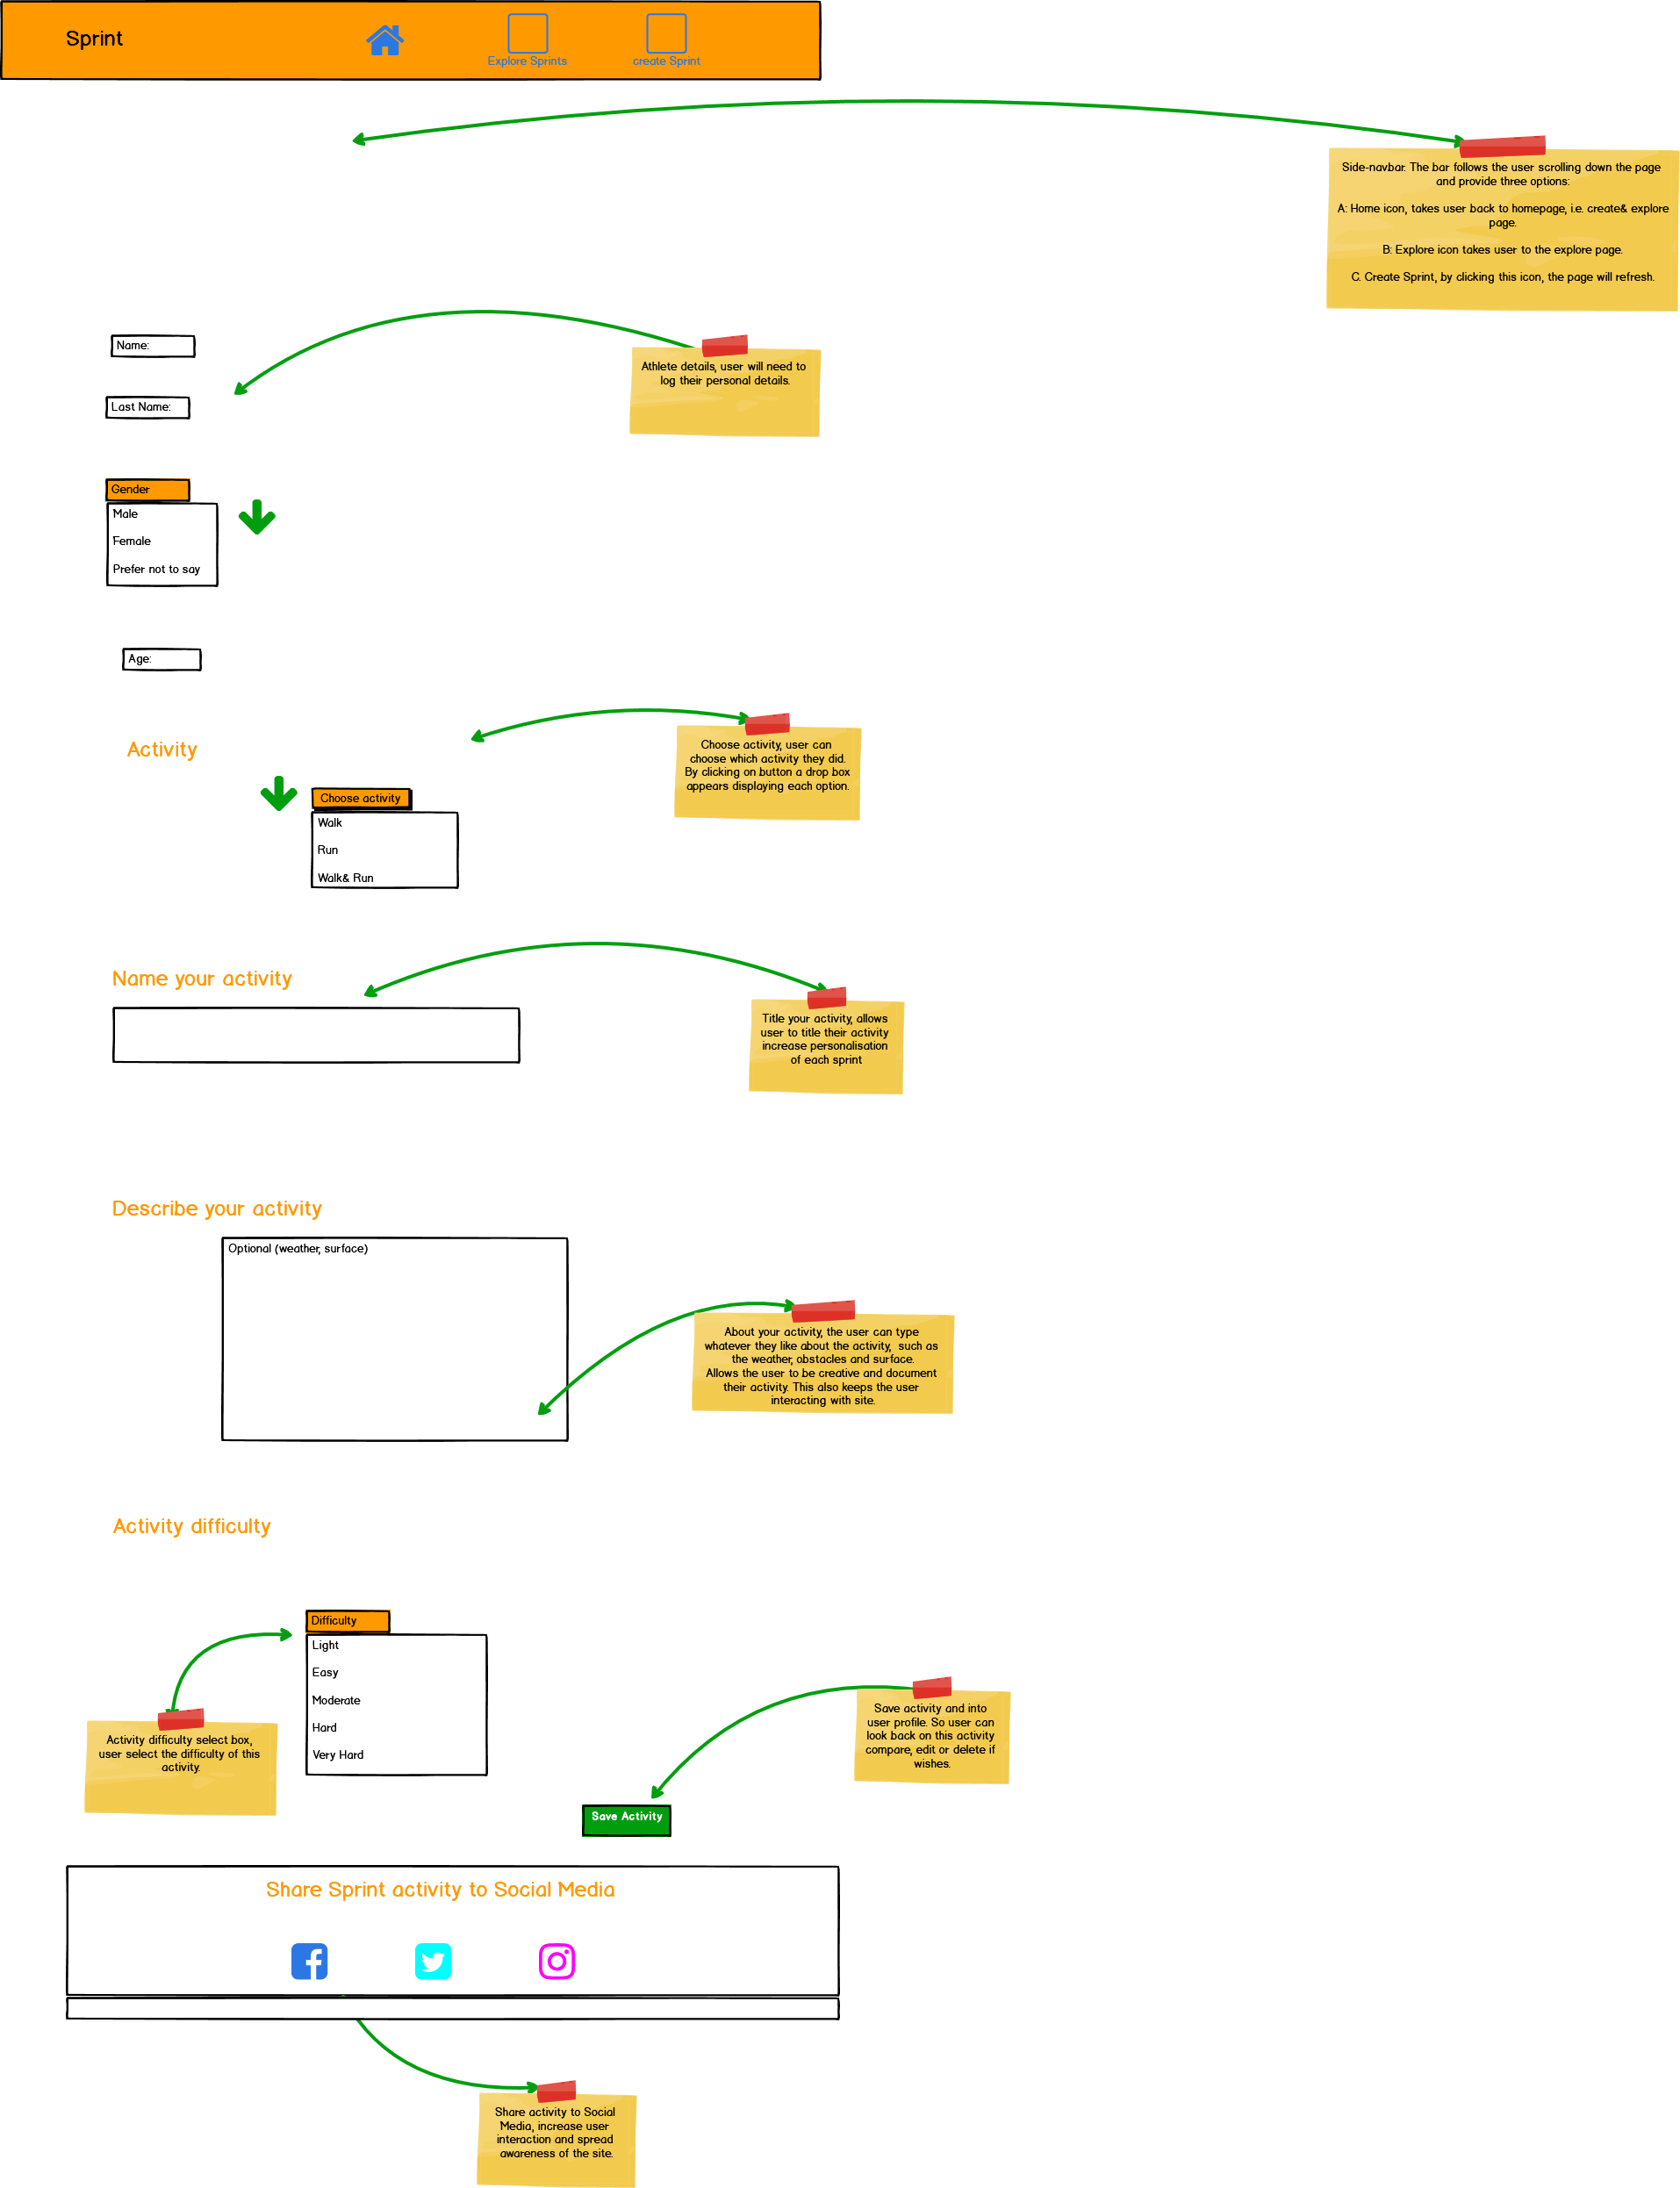 Sprint
Explore Sprints
create Sprint
Side-navbar. The bar follows the user scrolling down the page
and provide three options:
A: Home icon, takes user back to homepage, i.e. create& explore
page.
B: Explore icon takes user to the explore page.
C. Create Sprint, by clicking this icon, the page will refresh.
Name:
Athlete details, user will need to
log their personal details.
Last Name:
Gender
Male
Female
Prefer not to say
Age:
Activity
Choose activity, user can
choose which activity they did.
By clicking on button a drop box
appears displaying each option.
Choose activity
Walk
Run
Walk& Run
Name your activity
Title your activity, allows
user to title their activity
increase personalisation
of each sprint
Describe your activity
Optional (weather, surface)
About your activity, the user can type
whatever they like about the activity, such as
the weather, obstacles and surface.
Allows the user to be creative and document
their activity. This also keeps the user
interacting with site.
Activity difficulty
Difficulty
Light
Easy
Moderate
Hard
Very Hard
Activity difficulty select box,
user select the difficulty of this
activity.
Save activity and into
user profile. So user can
look back on this activity
compare, edit or delete if
wishes.
Save Activity
Share Sprint activity to Social Media
Share activity to Social
Media, increase user
interaction and spread
awareness of the site.